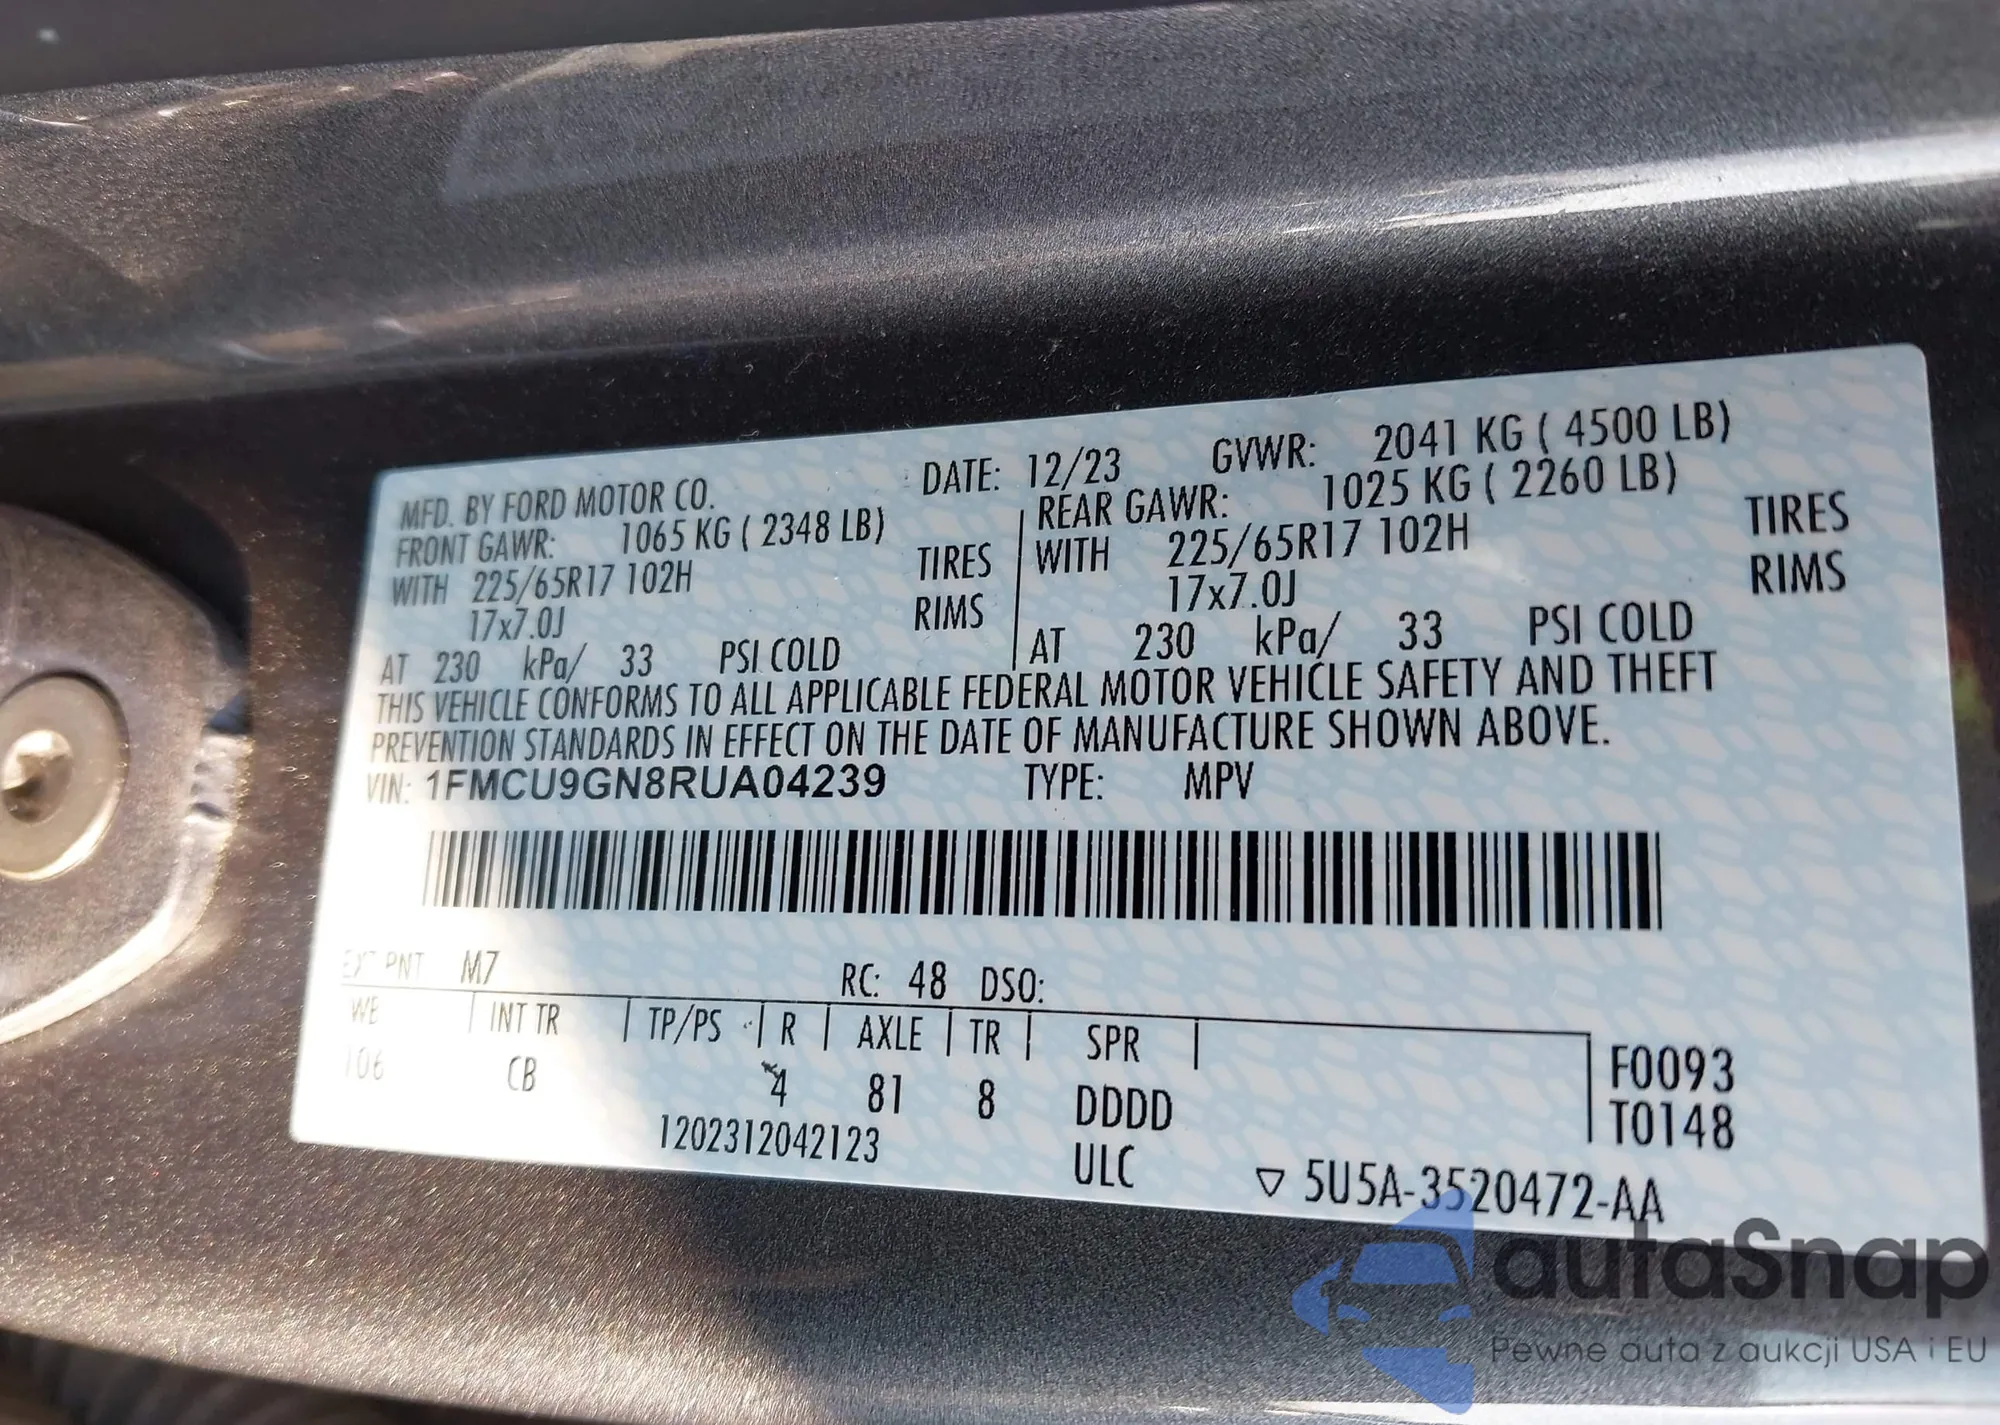 MFD. BY FORD MOTOR CO. DATE: 12/23 GVWR: 2041 KG ( 4500 LB)
FRONT GAWR: 1065 KG ( 2348 LB) REAR GAWR: 1025 KG ( 2260 LB)
WITH 225/65R17 102H TIRES WITH 225/65R17 102H TIRES
17x7.0J RIMS 17x7.0J RIMS
AT 230 kPa/ 33 PSI COLD AT 230 kPa/ 33 PSI COLD
THIS VEHICLE CONFORMS TO ALL APPLICABLE FEDERAL MOTOR VEHICLE SAFETY AND THEFT
PREVENTION STANDARDS IN EFFECT ON THE DATE OF MANUFACTURE SHOWN ABOVE.
VIN: 1FMCU9GN8RUA04239 TYPE: MPV
EXT PNT M7 RC: 48 DSO:
WB INT TR TP/PS R AXLE TR SPR
106 CB 4 81 8 DDDD F0093
T0148
1202312042123 ULC
5U5A-3520472-AA
autaSnap
Pewne auta z aukcji USA i EU